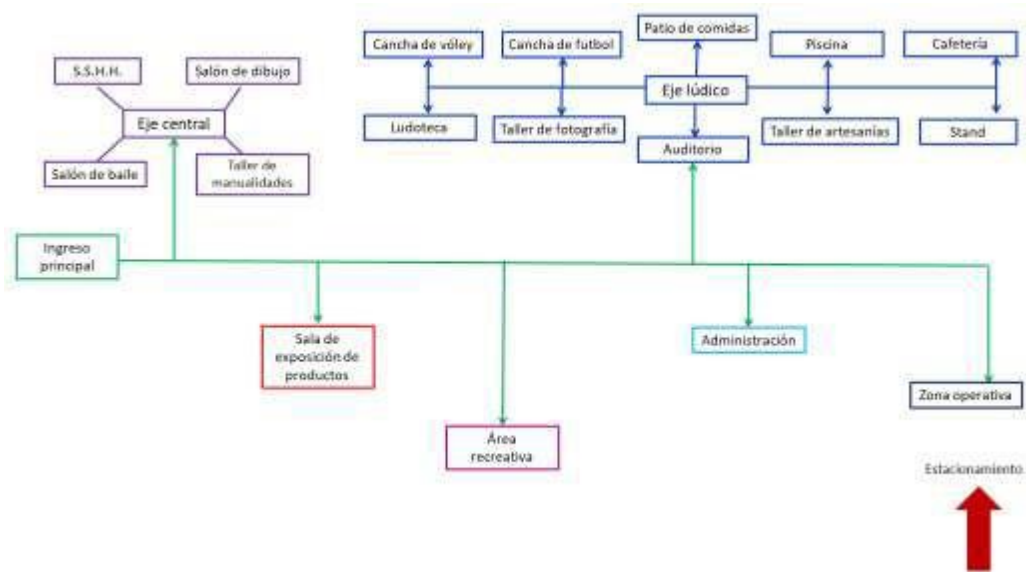 Patio de comidas
Cancha de vóley
Cancha de futbol
Piscina
Cafetería
S.S.H.H.
Salón de dibujo
Eje lúdico
Eje central
Ludoteca
Taller de fotografía
Taller de artesanías
Stand
Auditorio
Salón de baile
Taller de
manualidades
Ingreso
principal
Sala de
exposición de
productos
Administración
Zona operativa
Área
recreativa
Estacionamiento